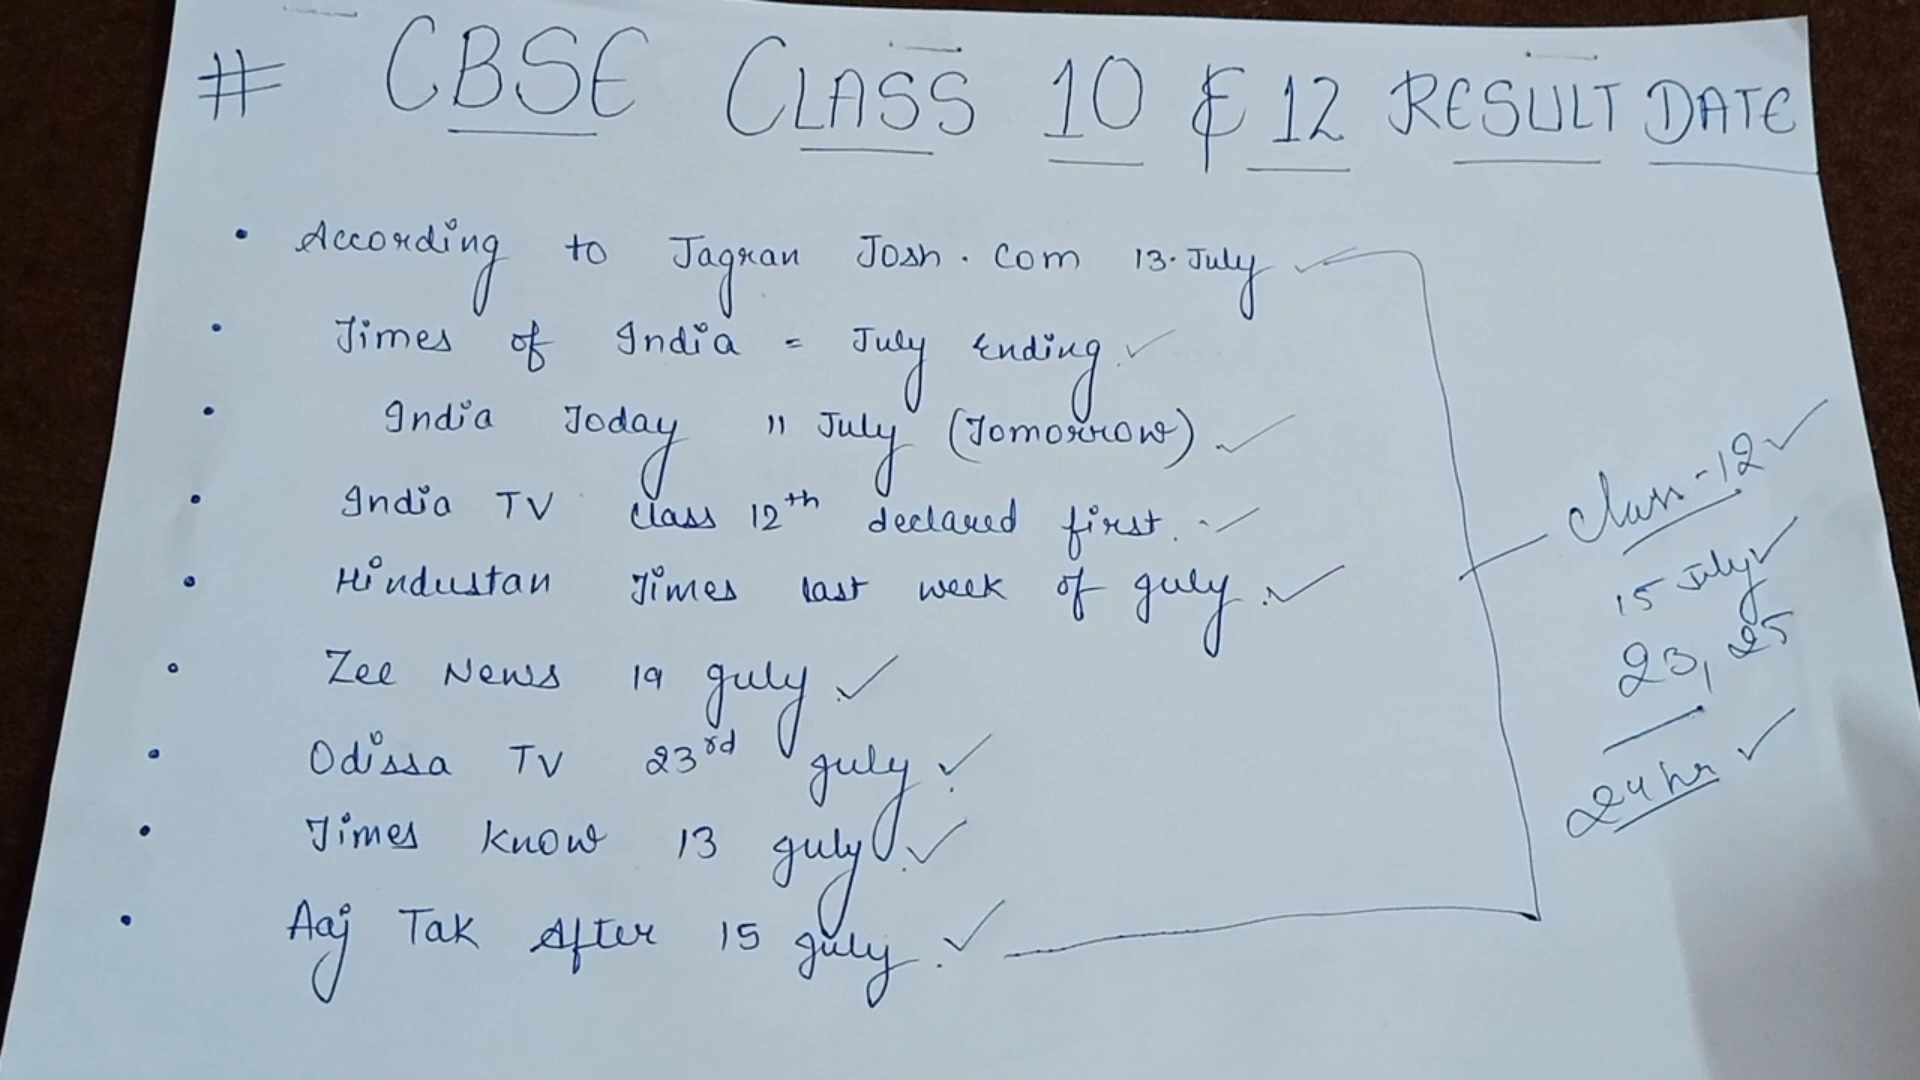 # CBSE CLASS 10 & 12 RESULT DATE
• According to Jagran Josh.Com 13.July ✓
• Times of India = July Ending. ✓
• India Today 11 July (Tomorrow) ✓
• India TV Class 12th declared first. ✓
• Hindustan Times last week of july. ✓
• Zee News 19 july ✓
• Odissa TV 23rd july ✓
• Times Know 13 july ✓
• Aaj Tak After 15 july. ✓
Class-12 ✓
15 July ✓
23, 25
24 hr ✓